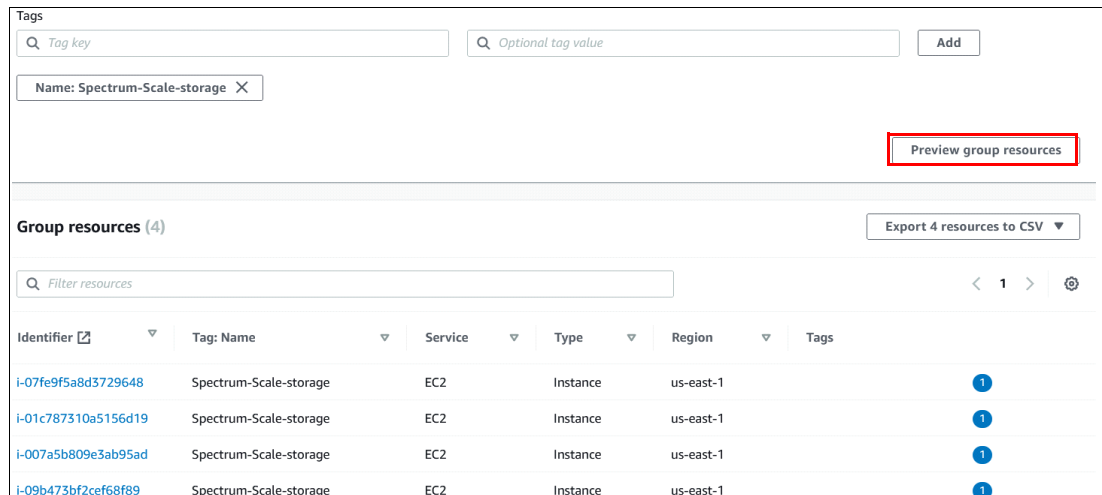 Tags
Tag key Optional tag value Add
Name: Spectrum-Scale-storage
Preview group resources
Group resources (4) Export 4 resources to CSV
Filter resources 1
Identifier Tag: Name Service Type Region Tags
i-07fe9f5a8d3729648 Spectrum-Scale-storage EC2 Instance us-east-1 1
i-01c787310a5156d19 Spectrum-Scale-storage EC2 Instance us-east-1 1
i-007a5b809e3ab95ad Spectrum-Scale-storage EC2 Instance us-east-1 1
i-09b473bf2cef68f89 Spectrum-Scale-storage EC2 Instance us-east-1 1